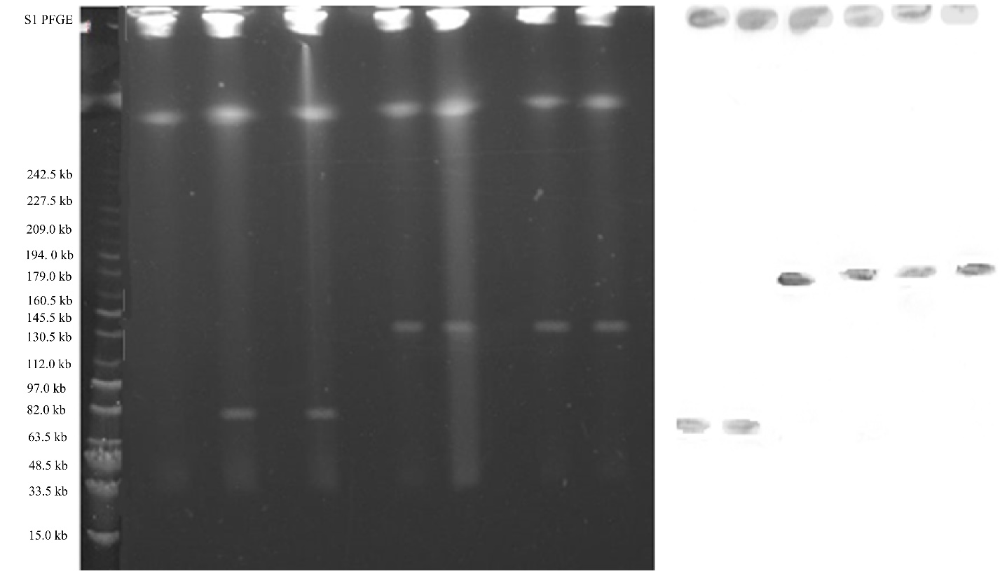 S1 PFGE
242.5 kb
227.5 kb
209.0 kb
194. 0 kb
179.0 kb
160.5 kb
145.5 kb
130.5 kb
112.0 kb
97.0 kb
82.0 kb
63.5 kb
48.5 kb
33.5 kb
15.0 kb